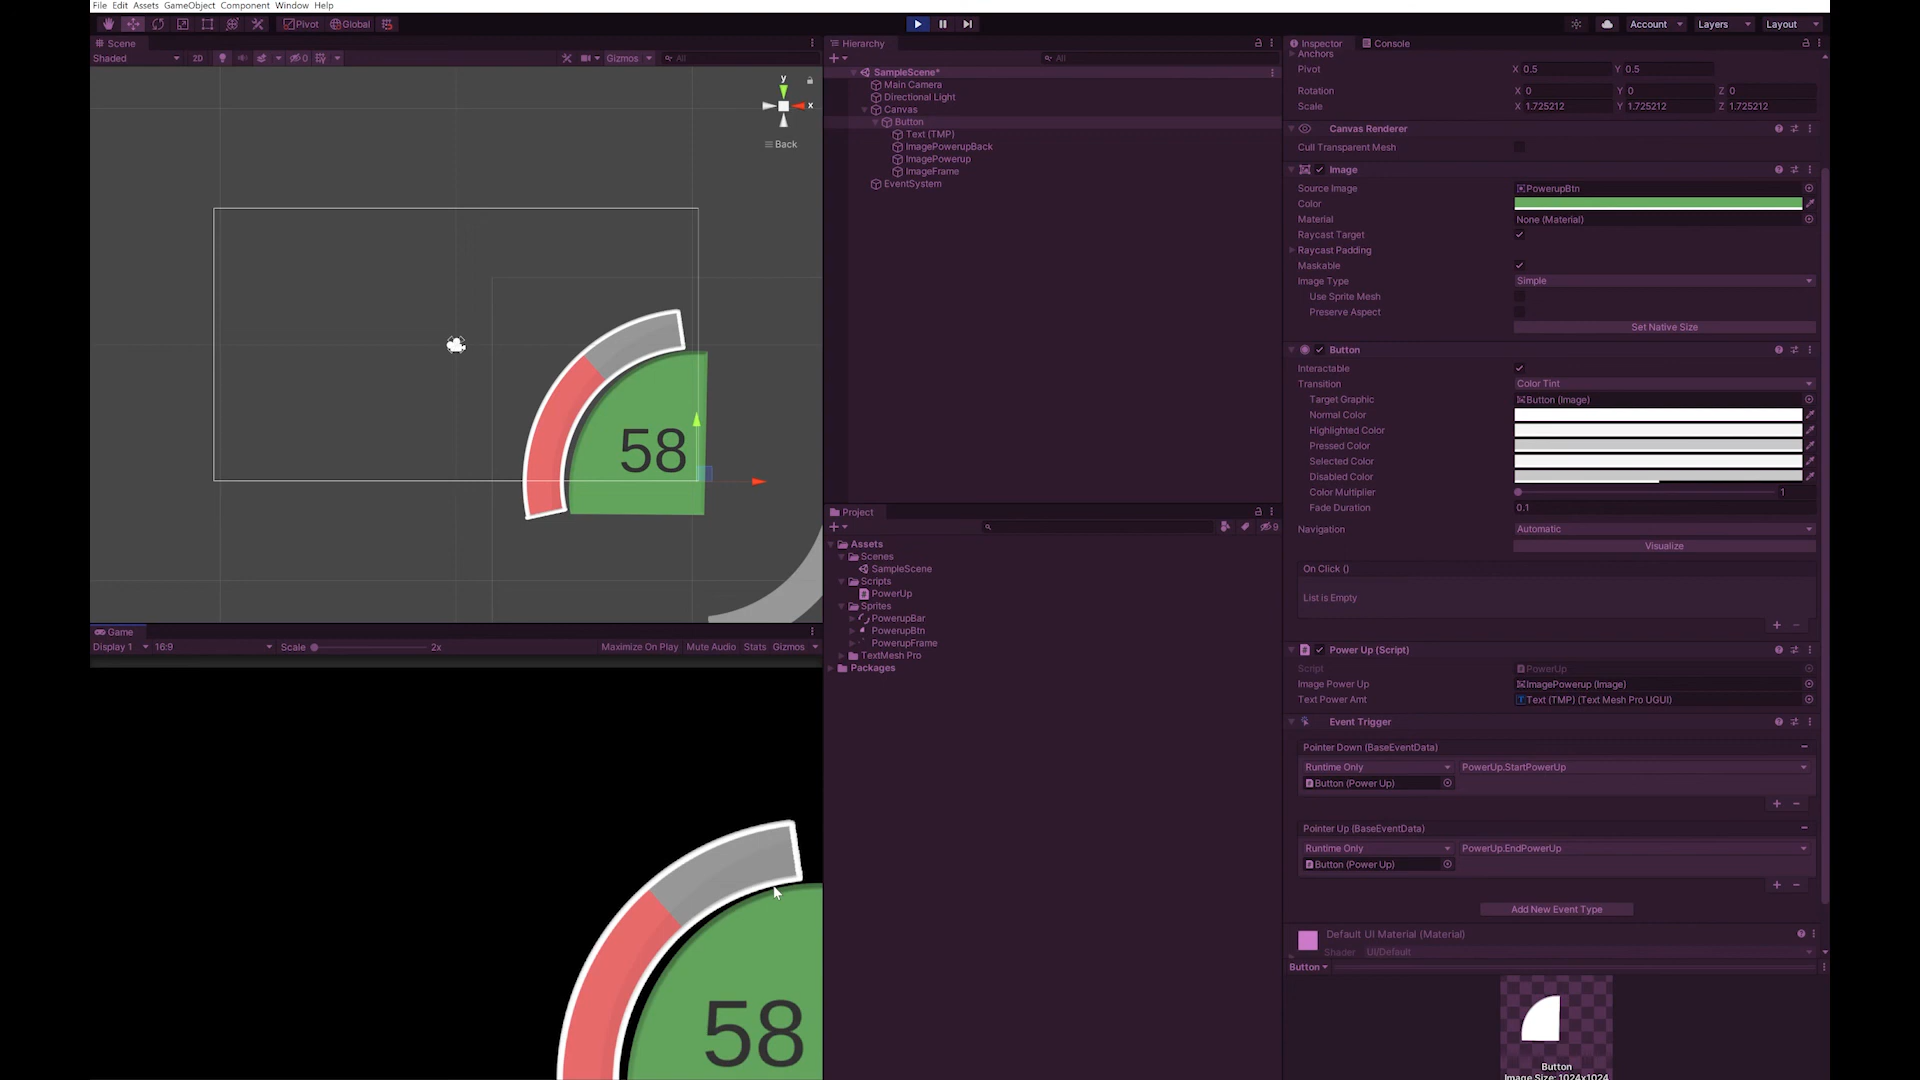 File Edit Assets GameObject Component Window Help
Pivot Global
Account Layers Layout
Scene
Shaded 2D 0 Gizmos All
y
x
Back
58
Game
Display 1 16:9 Scale 2x Maximize On Play Mute Audio Stats Gizmos
58
Hierarchy
All
SampleScene*
Main Camera
Directional Light
Canvas
Button
Text (TMP)
ImagePowerupBack
ImagePowerup
ImageFrame
EventSystem
Project
9
Assets
Scenes
SampleScene
Scripts
PowerUp
Sprites
PowerupBar
PowerupBtn
PowerupFrame
TextMesh Pro
Packages
Inspector Console
Anchors
Pivot X 0.5 Y 0.5
Rotation X 0 Y 0 Z 0
Scale X 1.725212 Y 1.725212 Z 1.725212
Canvas Renderer
Cull Transparent Mesh
Image
Source Image PowerupBtn
Color
Material None (Material)
Raycast Target
Raycast Padding
Maskable
Image Type Simple
Use Sprite Mesh
Preserve Aspect
Set Native Size
Button
Interactable
Transition Color Tint
Target Graphic Button (Image)
Normal Color
Highlighted Color
Pressed Color
Selected Color
Disabled Color
Color Multiplier 1
Fade Duration 0.1
Navigation Automatic
Visualize
On Click ()
List is Empty
Power Up (Script)
Script PowerUp
Image Power Up ImagePowerup (Image)
Text Power Amt Text (TMP) (Text Mesh Pro UGUI)
Event Trigger
Pointer Down (BaseEventData)
Runtime Only PowerUp.StartPowerUp
Button (Power Up)
Pointer Up (BaseEventData)
Runtime Only PowerUp.EndPowerUp
Button (Power Up)
Add New Event Type
Default UI Material (Material)
Shader UI/Default
Button
Button
Image Size: 1024x1024